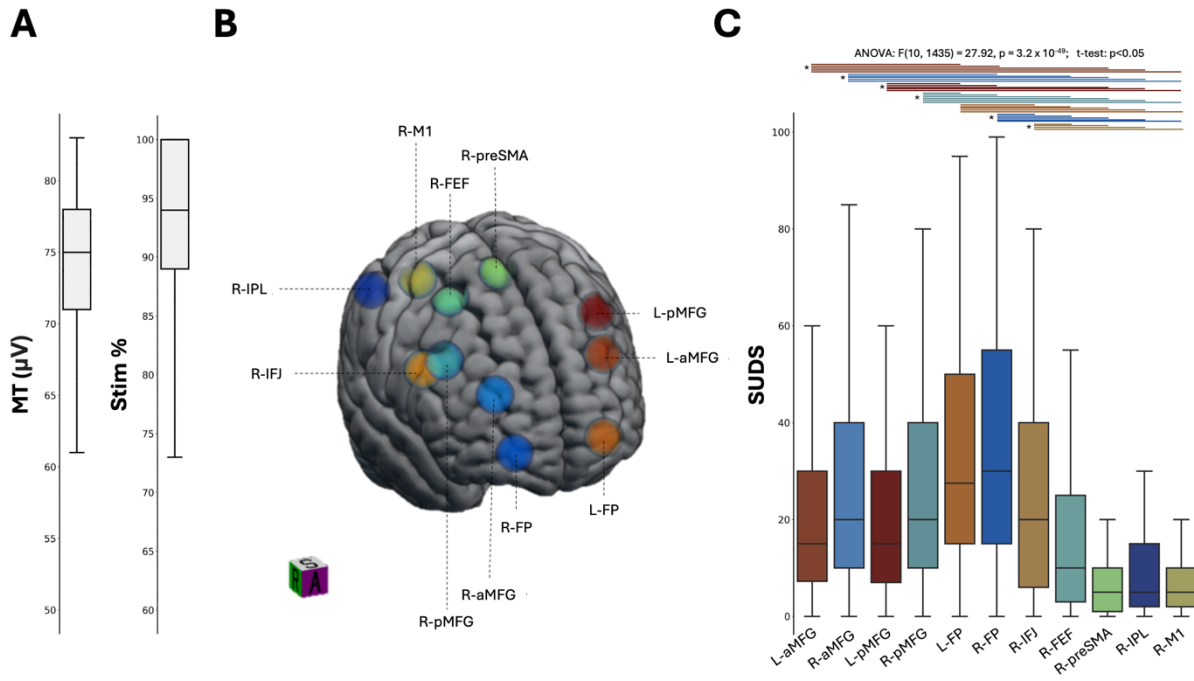 A
B
C
ANOVA: F(10, 1435) = 27.92, p = 3.2 x 10⁻⁴⁹; t-test: p<0.05
*
*
*
*
*
*
MT (µV)
80
75
70
65
60
55
50
Stim %
100
95
90
85
80
75
70
65
60
R-M1
R-preSMA
R-FEF
R-IPL
L-pMFG
L-aMFG
R-IFJ
L-FP
R-FP
R-aMFG
R-pMFG
S
R
A
SUDS
100
80
60
40
20
0
L-aMFG
R-aMFG
L-pMFG
R-pMFG
L-FP
R-FP
R-IFJ
R-FEF
R-preSMA
R-IPL
R-M1